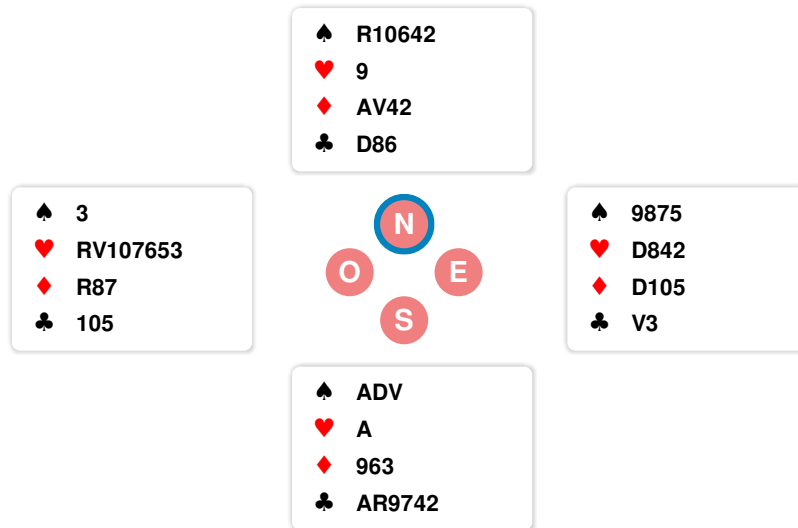 ♠ R10642
♥ 9
♦ AV42
♣ D86
♠ 3
♥ RV107653
♦ R87
♣ 105
N
O
E
S
♠ 9875
♥ D842
♦ D105
♣ V3
♠ ADV
♥ A
♦ 963
♣ AR9742